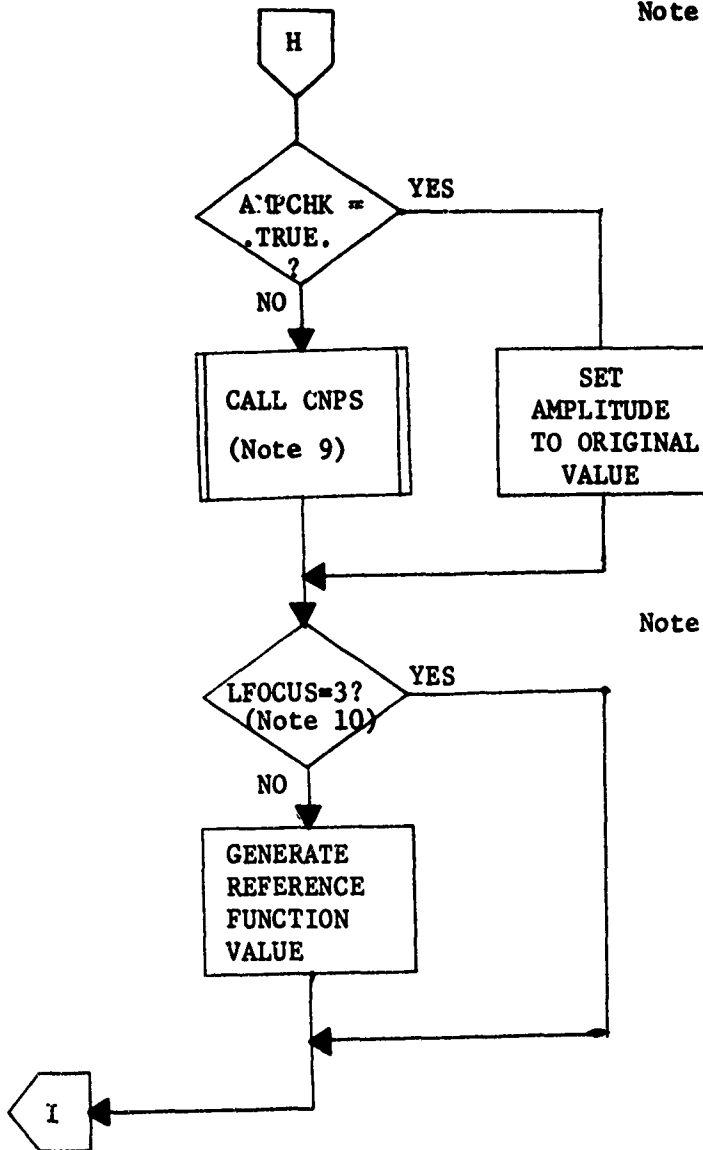 Note
H
AMPCHK =
.TRUE.
?
YES
NO
CALL CNPS
(Note 9)
SET
AMPLITUDE
TO ORIGINAL
VALUE
Note
LFOCUS=3?
(Note 10)
YES
NO
GENERATE
REFERENCE
FUNCTION
VALUE
I